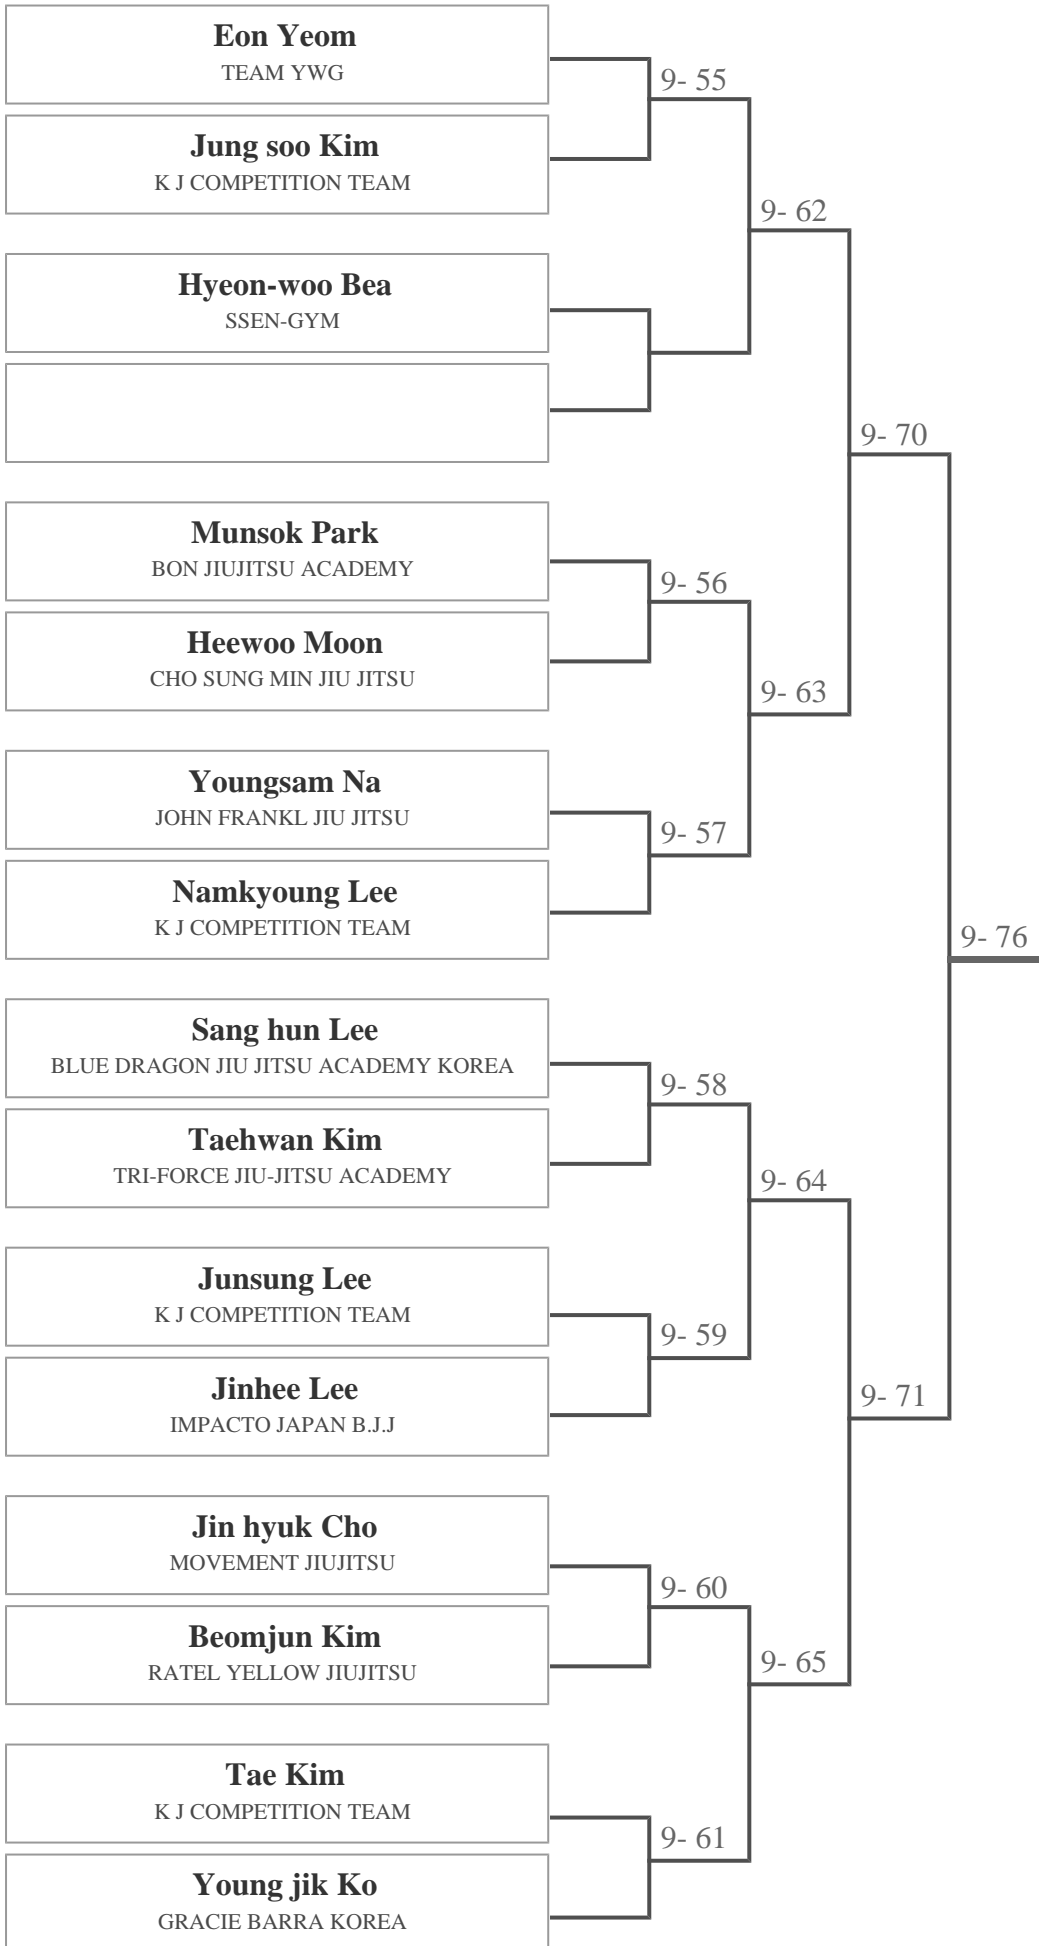 Eon Yeom
TEAM YWG
9- 55
Jung soo Kim
K J COMPETITION TEAM
9- 62
Hyeon-woo Bea
SSEN-GYM
9- 70
Munsok Park
BON JIUJITSU ACADEMY
9- 56
Heewoo Moon
CHO SUNG MIN JIU JITSU
9- 63
Youngsam Na
JOHN FRANKL JIU JITSU
9- 57
Namkyoung Lee
K J COMPETITION TEAM
9- 76
Sang hun Lee
BLUE DRAGON JIU JITSU ACADEMY KOREA
9- 58
Taehwan Kim
TRI-FORCE JIU-JITSU ACADEMY
9- 64
Junsung Lee
K J COMPETITION TEAM
9- 59
Jinhee Lee
IMPACTO JAPAN B.J.J
9- 71
Jin hyuk Cho
MOVEMENT JIUJITSU
9- 60
Beomjun Kim
RATEL YELLOW JIUJITSU
9- 65
Tae Kim
K J COMPETITION TEAM
9- 61
Young jik Ko
GRACIE BARRA KOREA